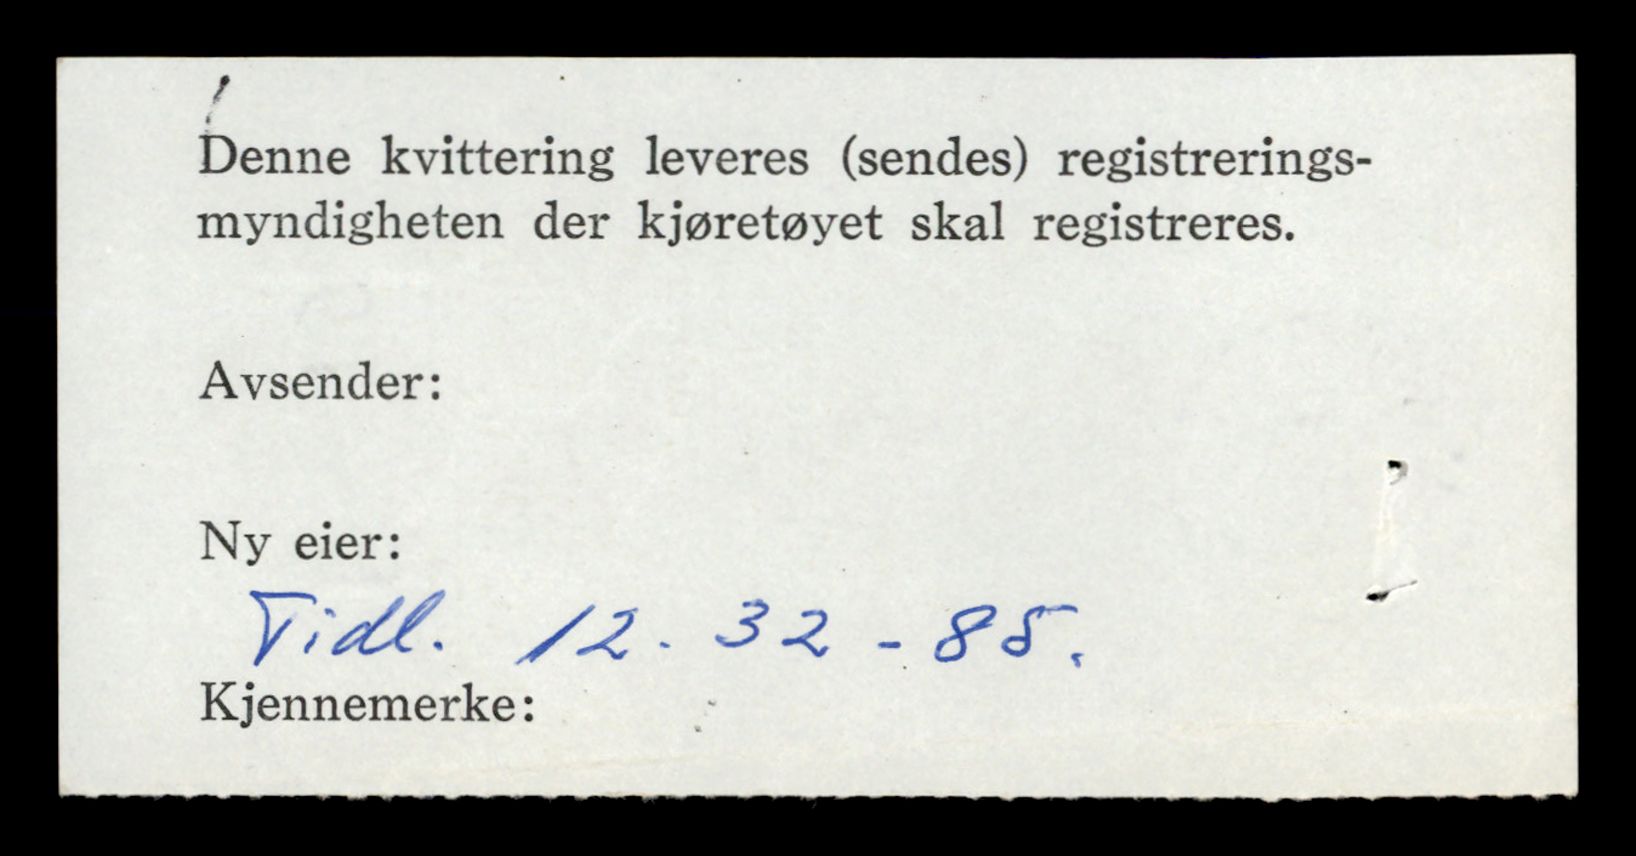 Denne kvittering leveres (sendes) registrerings-
myndigheten der kjøretøyet skal registreres.
Avsender:
Ny eier:
Tidl. 12. 32 - 85.
Kjennemerke: